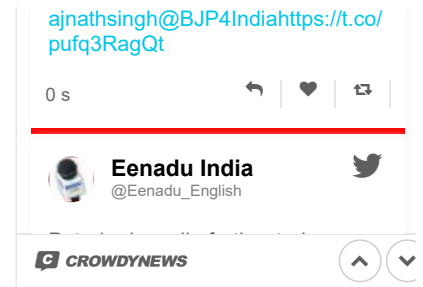 ajnathsingh@BJP4Indiahttps://t.co/
pufq3RagQt
0 s
Eenadu India
@Eenadu_English
CROWDYNEWS